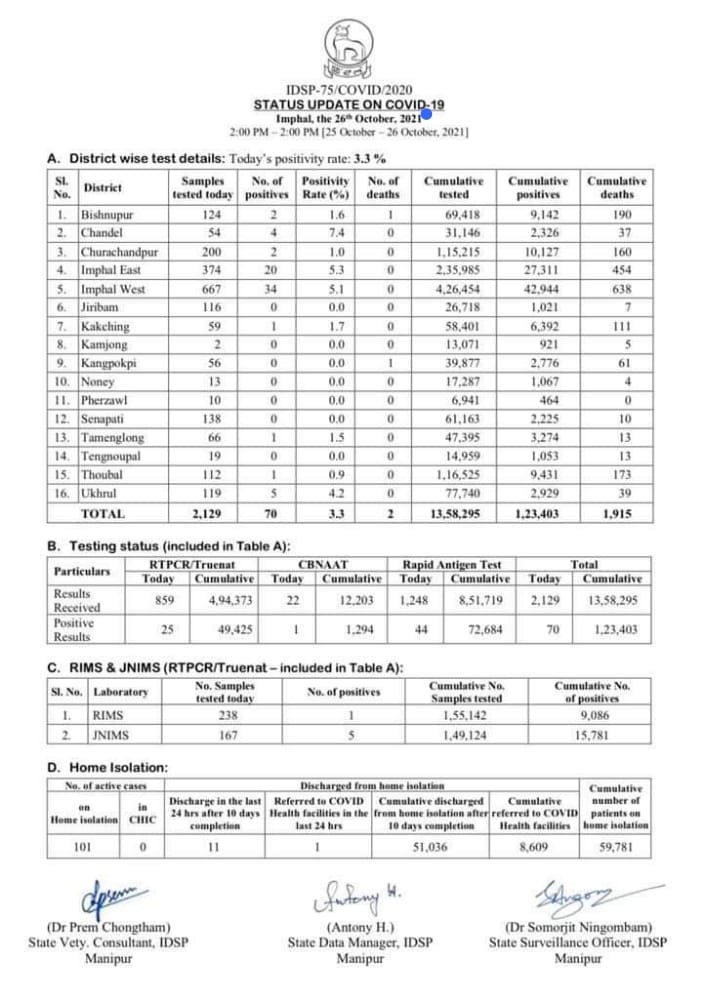 IDSP-75/COVID/2020
STATUS UPDATE ON COVID-19
Imphal, the 26th October, 2021
2:00 PM – 2:00 PM [25 October – 26 October, 2021]
A. District wise test details: Today's positivity rate: 3.3 %
Sl. No. District Samples tested today No. of positives Positivity Rate (%) No. of deaths Cumulative tested Cumulative positives Cumulative deaths
1. Bishnupur 124 2 1.6 1 69,418 9,142 190
2. Chandel 54 4 7.4 0 31,146 2,326 37
3. Churachandpur 200 2 1.0 0 1,15,215 10,127 160
4. Imphal East 374 20 5.3 0 2,35,985 27,311 454
5. Imphal West 667 34 5.1 0 4,26,454 42,944 638
6. Jiribam 116 0 0.0 0 26,718 1,021 7
7. Kakching 59 1 1.7 0 58,401 6,392 111
8. Kamjong 2 0 0.0 0 13,071 921 5
9. Kangpokpi 56 0 0.0 1 39,877 2,776 61
10. Noney 13 0 0.0 0 17,287 1,067 4
11. Pherzawl 10 0 0.0 0 6,941 464 0
12. Senapati 138 0 0.0 0 61,163 2,225 10
13. Tamenglong 66 1 1.5 0 47,395 3,274 13
14. Tengnoupal 19 0 0.0 0 14,959 1,053 13
15. Thoubal 112 1 0.9 0 1,16,525 9,431 173
16. Ukhrul 119 5 4.2 0 77,740 2,929 39
TOTAL 2,129 70 3.3 2 13,58,295 1,23,403 1,915
B. Testing status (included in Table A):
Particulars RTPCR/Truenat CBNAAT Rapid Antigen Test Total
Today Cumulative Today Cumulative Today Cumulative Today Cumulative
Results Received 859 4,94,373 22 12,203 1,248 8,51,719 2,129 13,58,295
Positive Results 25 49,425 1 1,294 44 72,684 70 1,23,403
C. RIMS & JNIMS (RTPCR/Truenat – included in Table A):
Sl. No. Laboratory No. Samples tested today No. of positives Cumulative No. Samples tested Cumulative No. of positives
1. RIMS 238 1 1,55,142 9,086
2. JNIMS 167 5 1,49,124 15,781
D. Home Isolation:
No. of active cases Discharged from home isolation Cumulative number of patients on home isolation
on Home isolation in CHIC Discharge in the last 24 hrs after 10 days completion Referred to COVID Health facilities in the last 24 hrs Cumulative discharged from home isolation after 10 days completion Cumulative referred to COVID Health facilities
101 0 11 1 51,036 8,609 59,781
Antony H.
(Dr Prem Chongtham) (Antony H.) (Dr Somorjit Ningombam)
State Vety. Consultant, IDSP State Data Manager, IDSP State Surveillance Officer, IDSP
Manipur Manipur Manipur